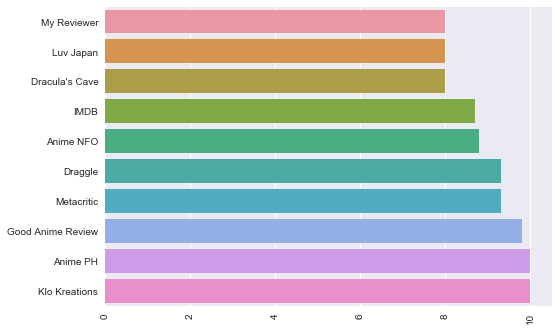 My Reviewer
Luv Japan
Dracula's Cave
IMDB
Anime NFO
Draggle
Metacritic
Good Anime Review
Anime PH
Klo Kreations
0
2
4
6
8
10